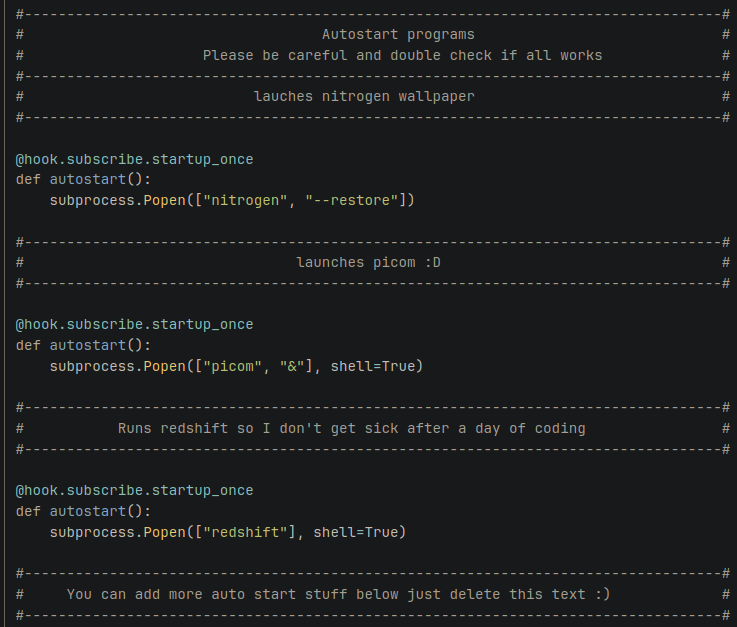 #----------------------------------------------------------------------------------#
#                                   Autostart programs                             #
#                     Please be careful and double check if all works              #
#----------------------------------------------------------------------------------#
#                           lauches nitrogen wallpaper                             #
#----------------------------------------------------------------------------------#
@hook.subscribe.startup_once
def autostart():
    subprocess.Popen(["nitrogen", "--restore"])
#----------------------------------------------------------------------------------#
#                                launches picom :D                                 #
#----------------------------------------------------------------------------------#
@hook.subscribe.startup_once
def autostart():
    subprocess.Popen(["picom", "&"], shell=True)
#----------------------------------------------------------------------------------#
#           Runs redshift so I don't get sick after a day of coding                #
#----------------------------------------------------------------------------------#
@hook.subscribe.startup_once
def autostart():
    subprocess.Popen(["redshift"], shell=True)
#----------------------------------------------------------------------------------#
#     You can add more auto start stuff below just delete this text :)             #
#----------------------------------------------------------------------------------#